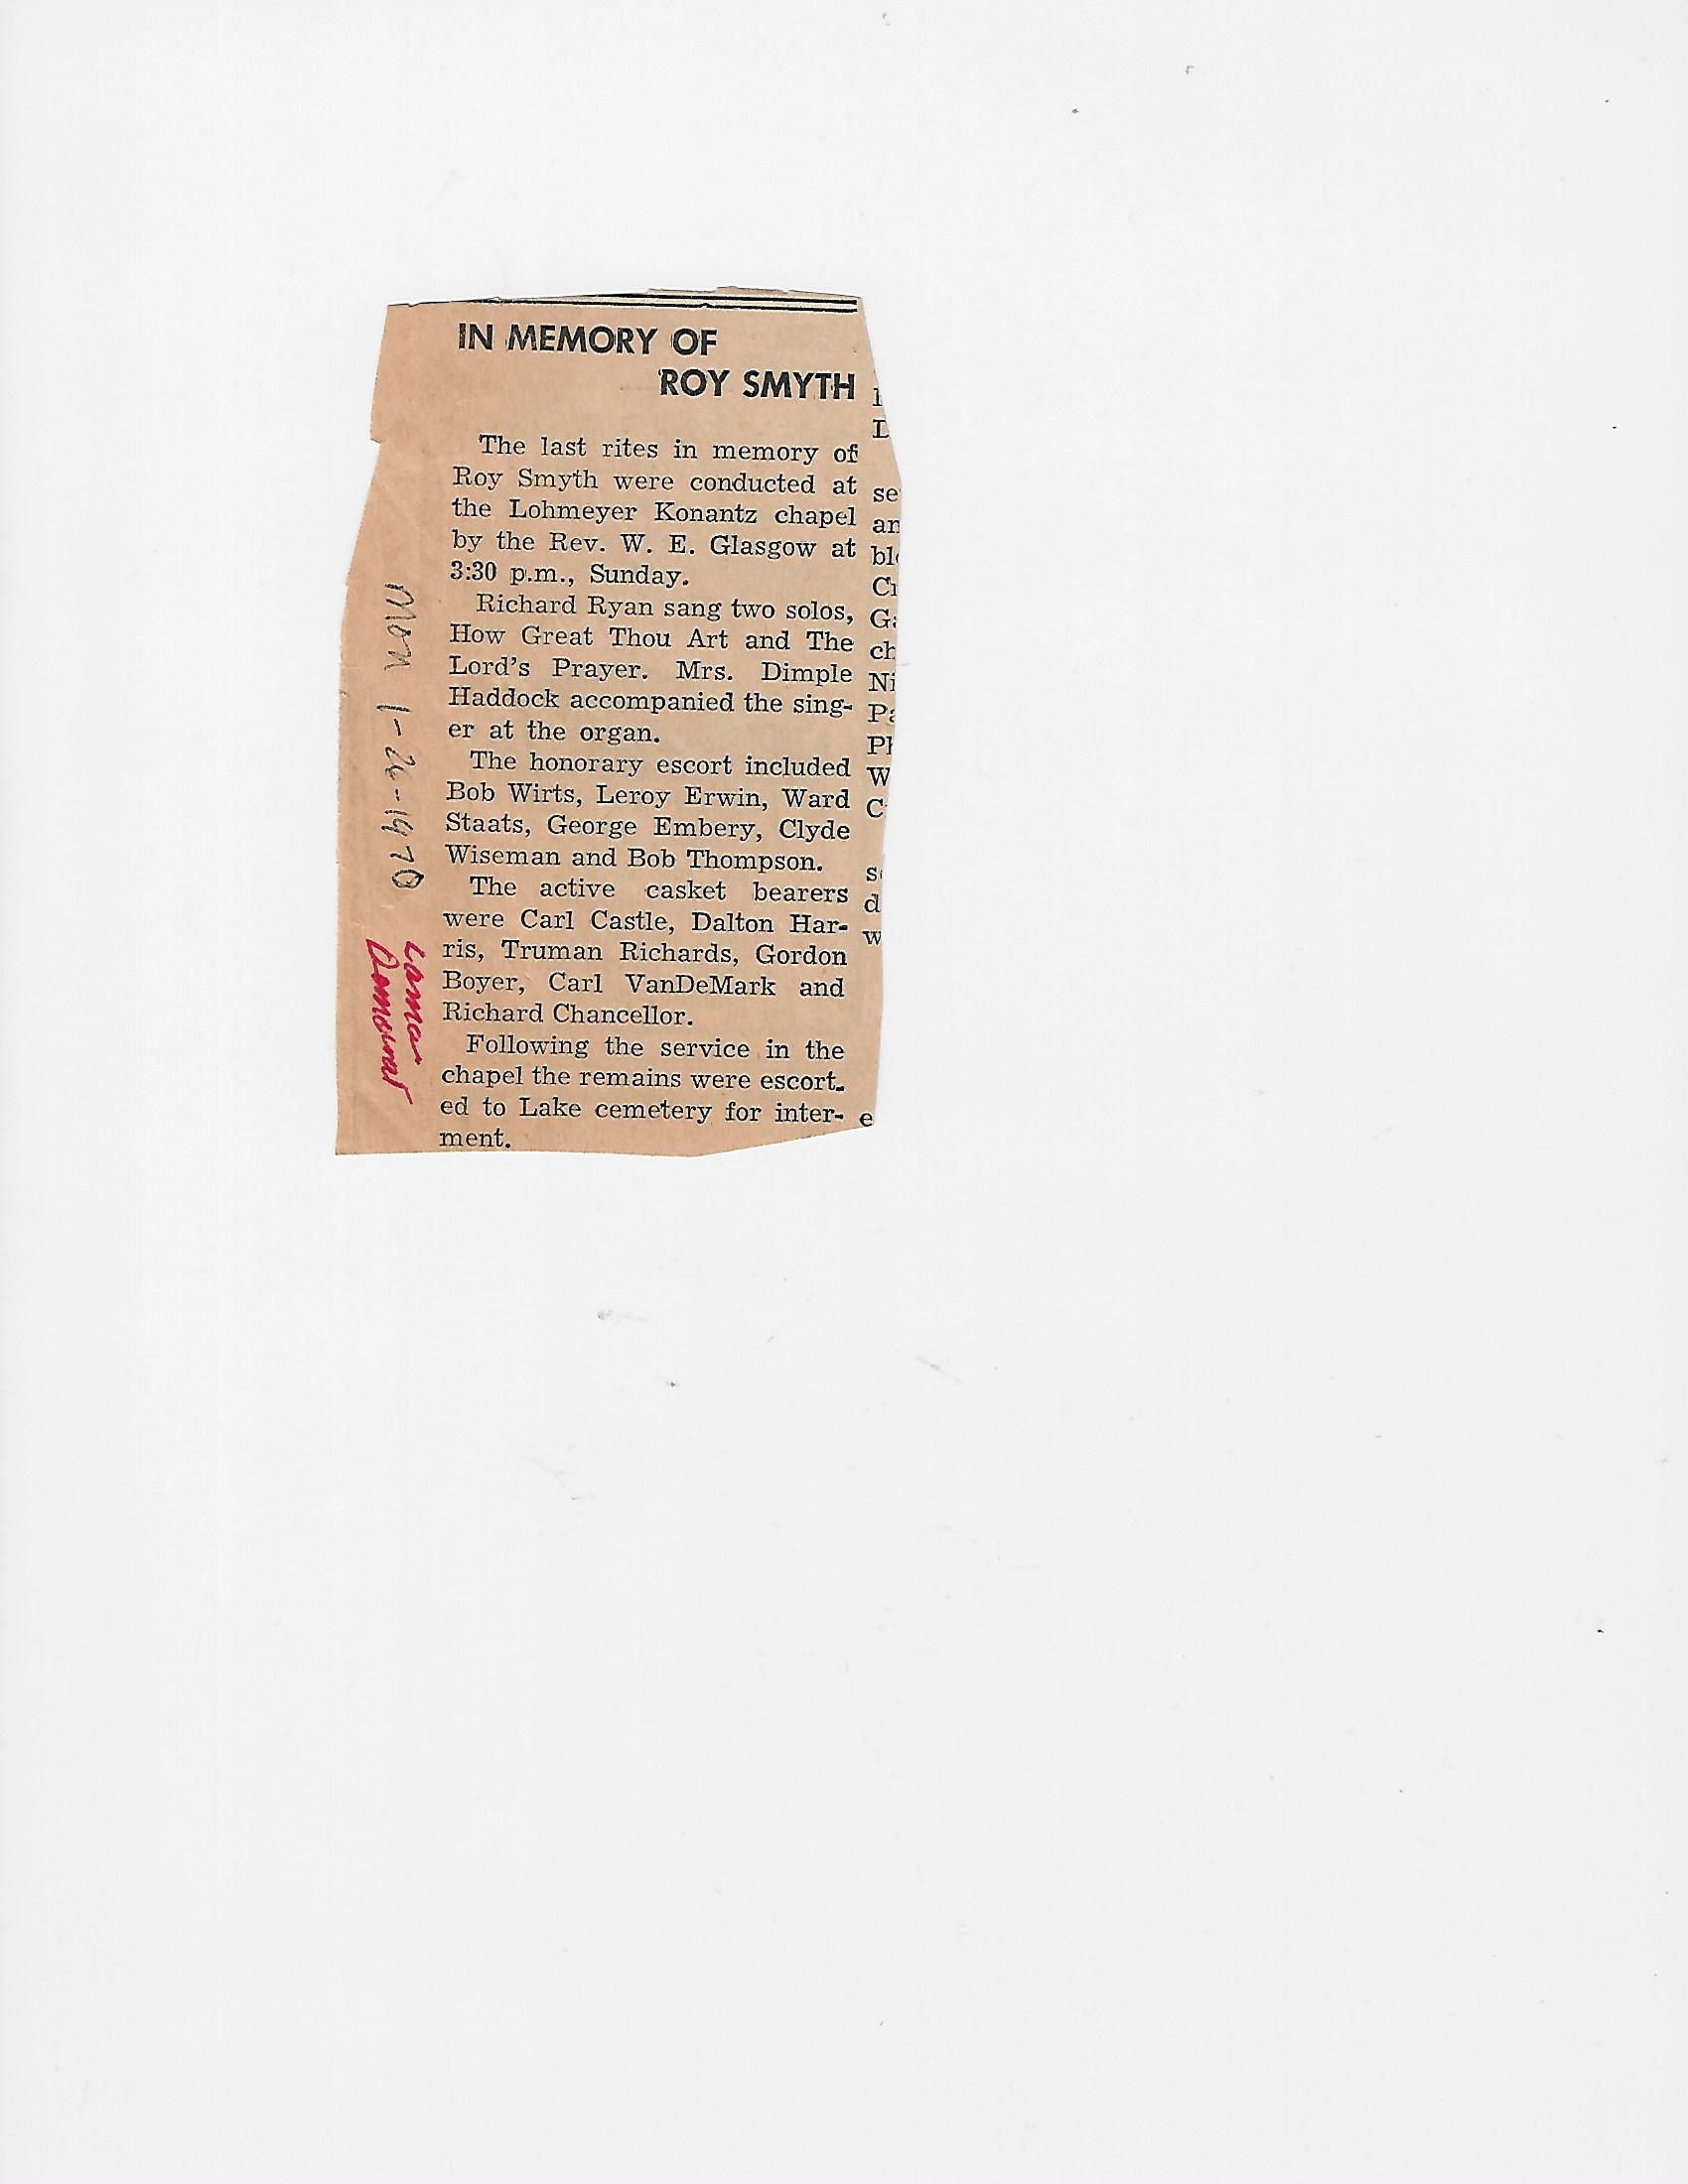 IN MEMORY OF
ROY SMYTH
The last rites in memory of
Roy Smyth were conducted at
the Lohmeyer Konantz chapel
by the Rev. W. E. Glasgow at
3:30 p.m., Sunday.
Richard Ryan sang two solos,
How Great Thou Art and The
Lord's Prayer. Mrs. Dimple
Haddock accompanied the sing-
er at the organ.
The honorary escort included
Bob Wirts, Leroy Erwin, Ward
Staats, George Embery, Clyde
Wiseman and Bob Thompson.
The active casket bearers
were Carl Castle, Dalton Har-
ris, Truman Richards, Gordon
Boyer, Carl VanDeMark and
Richard Chancellor.
Following the service in the
chapel the remains were escort-
ed to Lake cemetery for inter-
ment.
Mon 1-26-1970
Lamar
Democrat